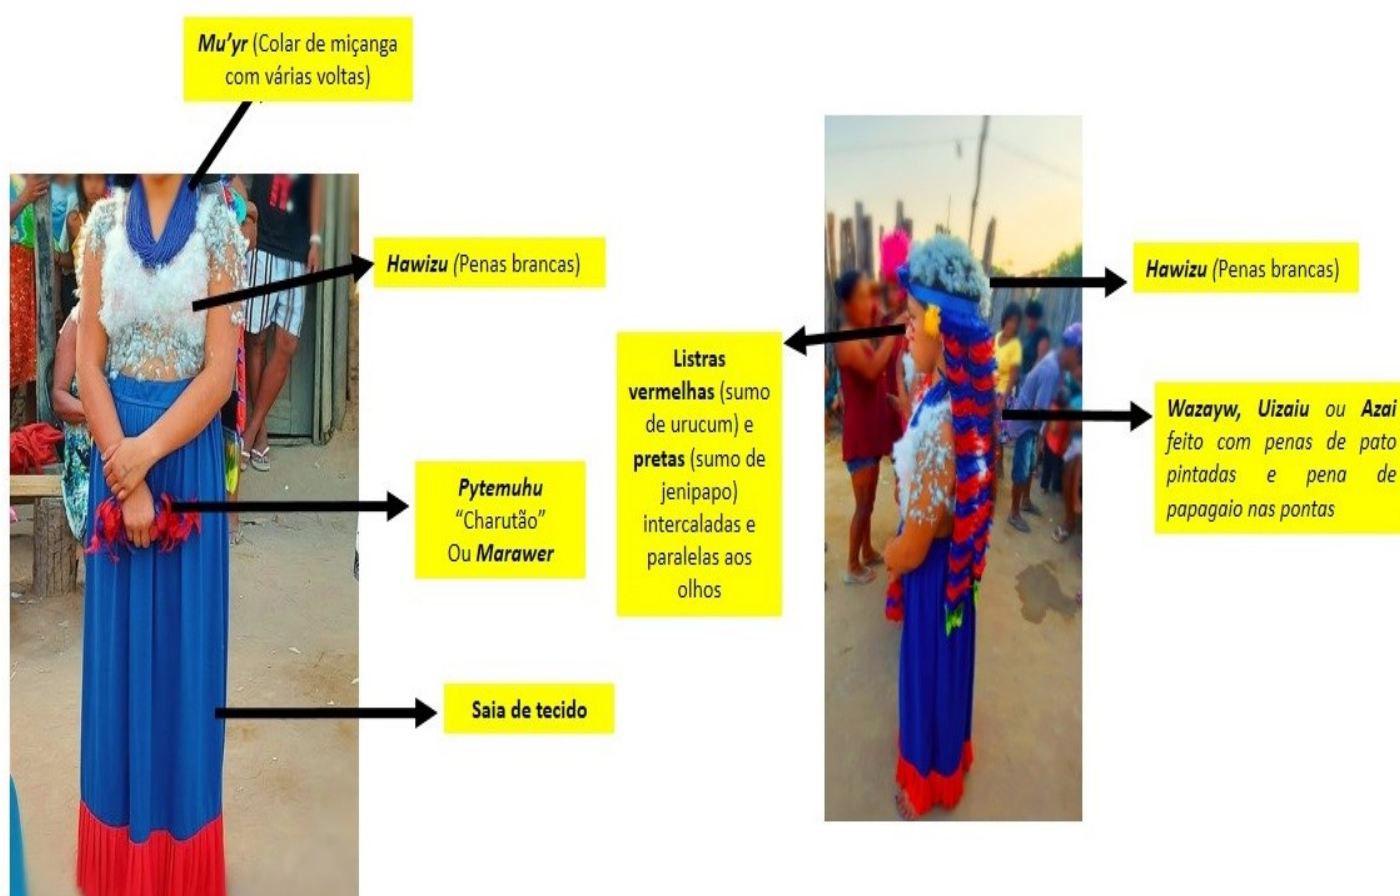 Mu'yr (Colar de miçanga
com várias voltas)
Hawizu (Penas brancas)
Pytemuhu
“Charutão”
Ou Marawer
Saia de tecido
Listras
vermelhas (sumo
de urucum) e
pretas (sumo de
jenipapo)
intercaladas e
paralelas aos
olhos
Hawizu (Penas brancas)
Wazayw, Uizaiu ou Azai
feito com penas de pato
pintadas e pena de
papagaio nas pontas